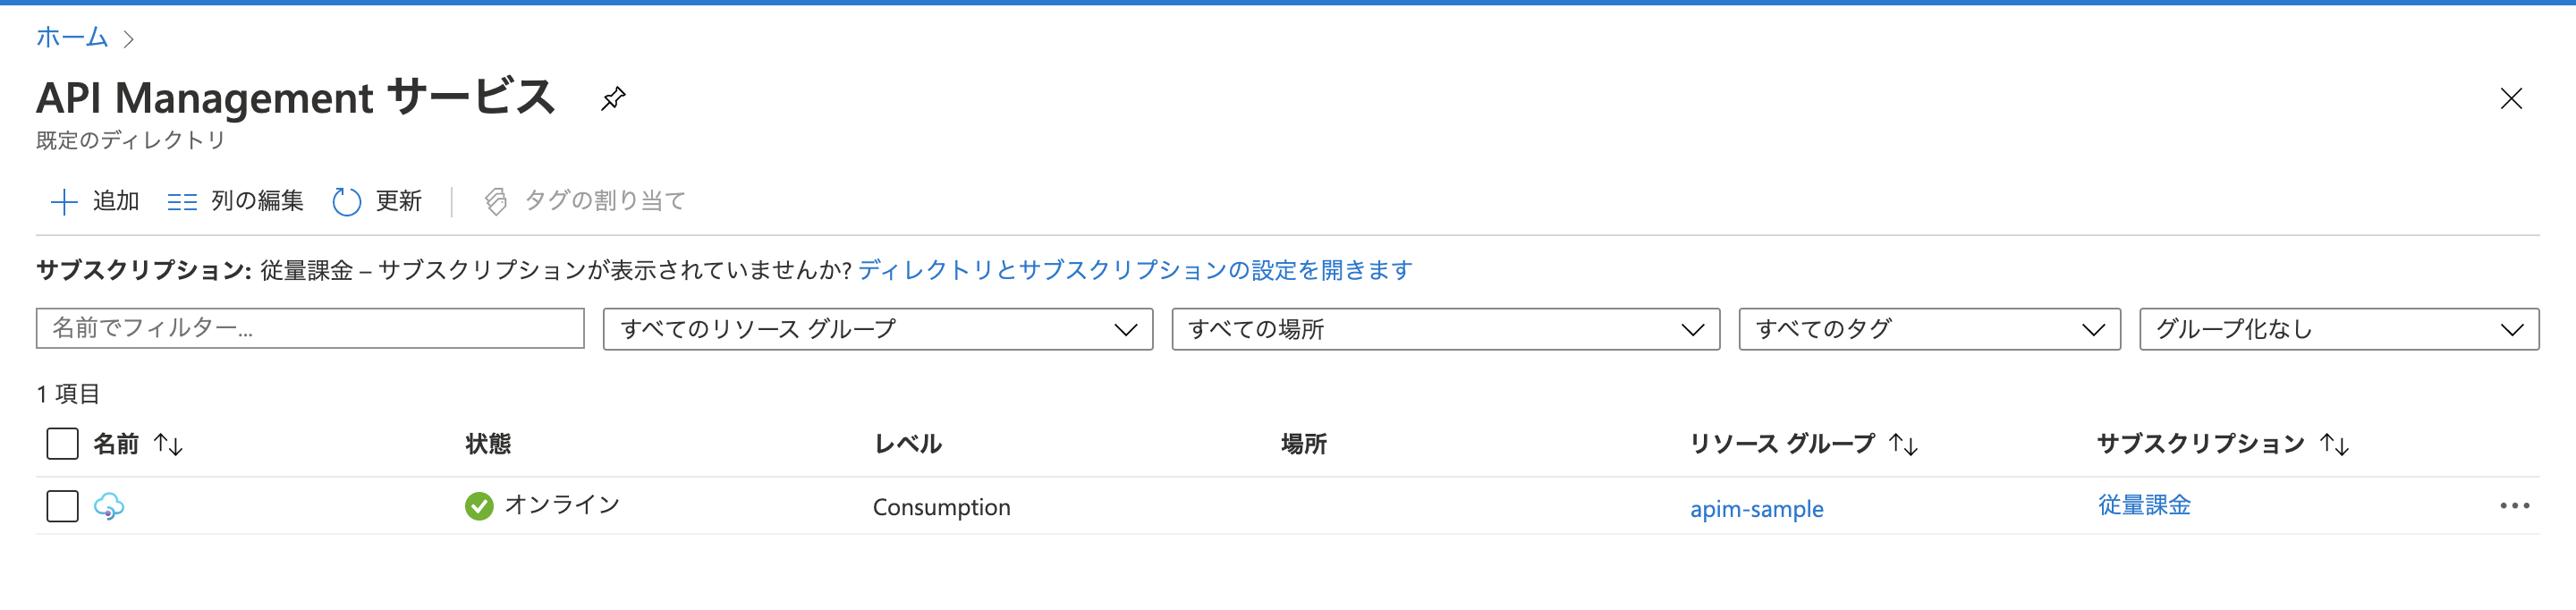 ホーム
API Management サービス
既定のディレクトリ
追加 列の編集 更新 タグの割り当て
サブスクリプション: 従量課金 – サブスクリプションが表示されていませんか? ディレクトリとサブスクリプションの設定を開きます
名前でフィルター... すべてのリソース グループ すべての場所 すべてのタグ グループ化なし
1 項目
名前 ↑↓ 状態 レベル 場所 リソース グループ ↑↓ サブスクリプション ↑↓
オンライン Consumption apim-sample 従量課金